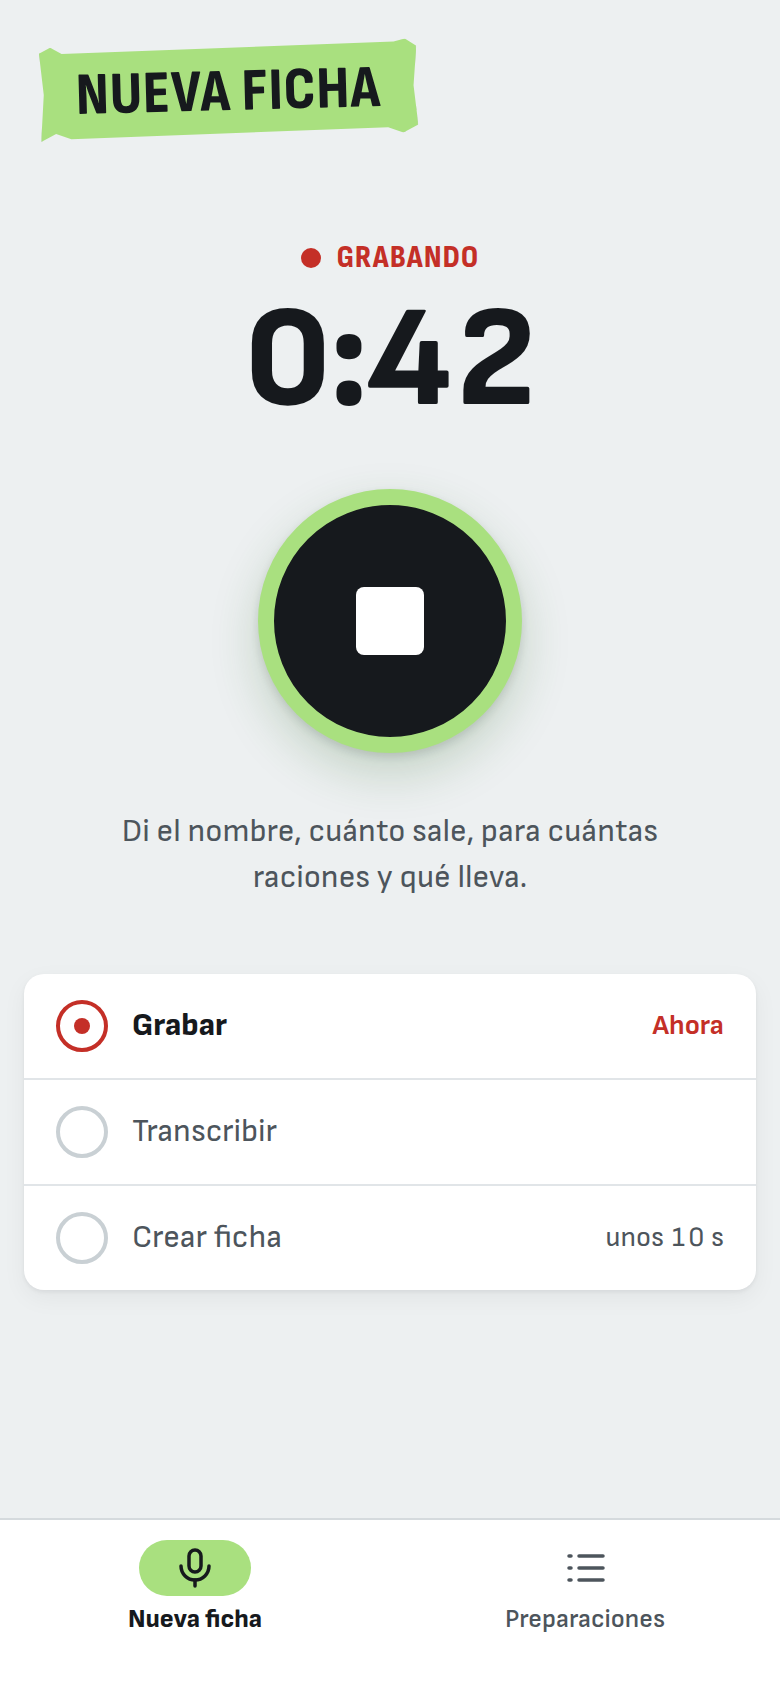 NUEVA FICHA
GRABANDO
0:42
Di el nombre, cuánto sale, para cuántas
raciones y qué lleva.
Grabar Ahora
Transcribir
Crear ficha unos 10 s
Nueva ficha Preparaciones